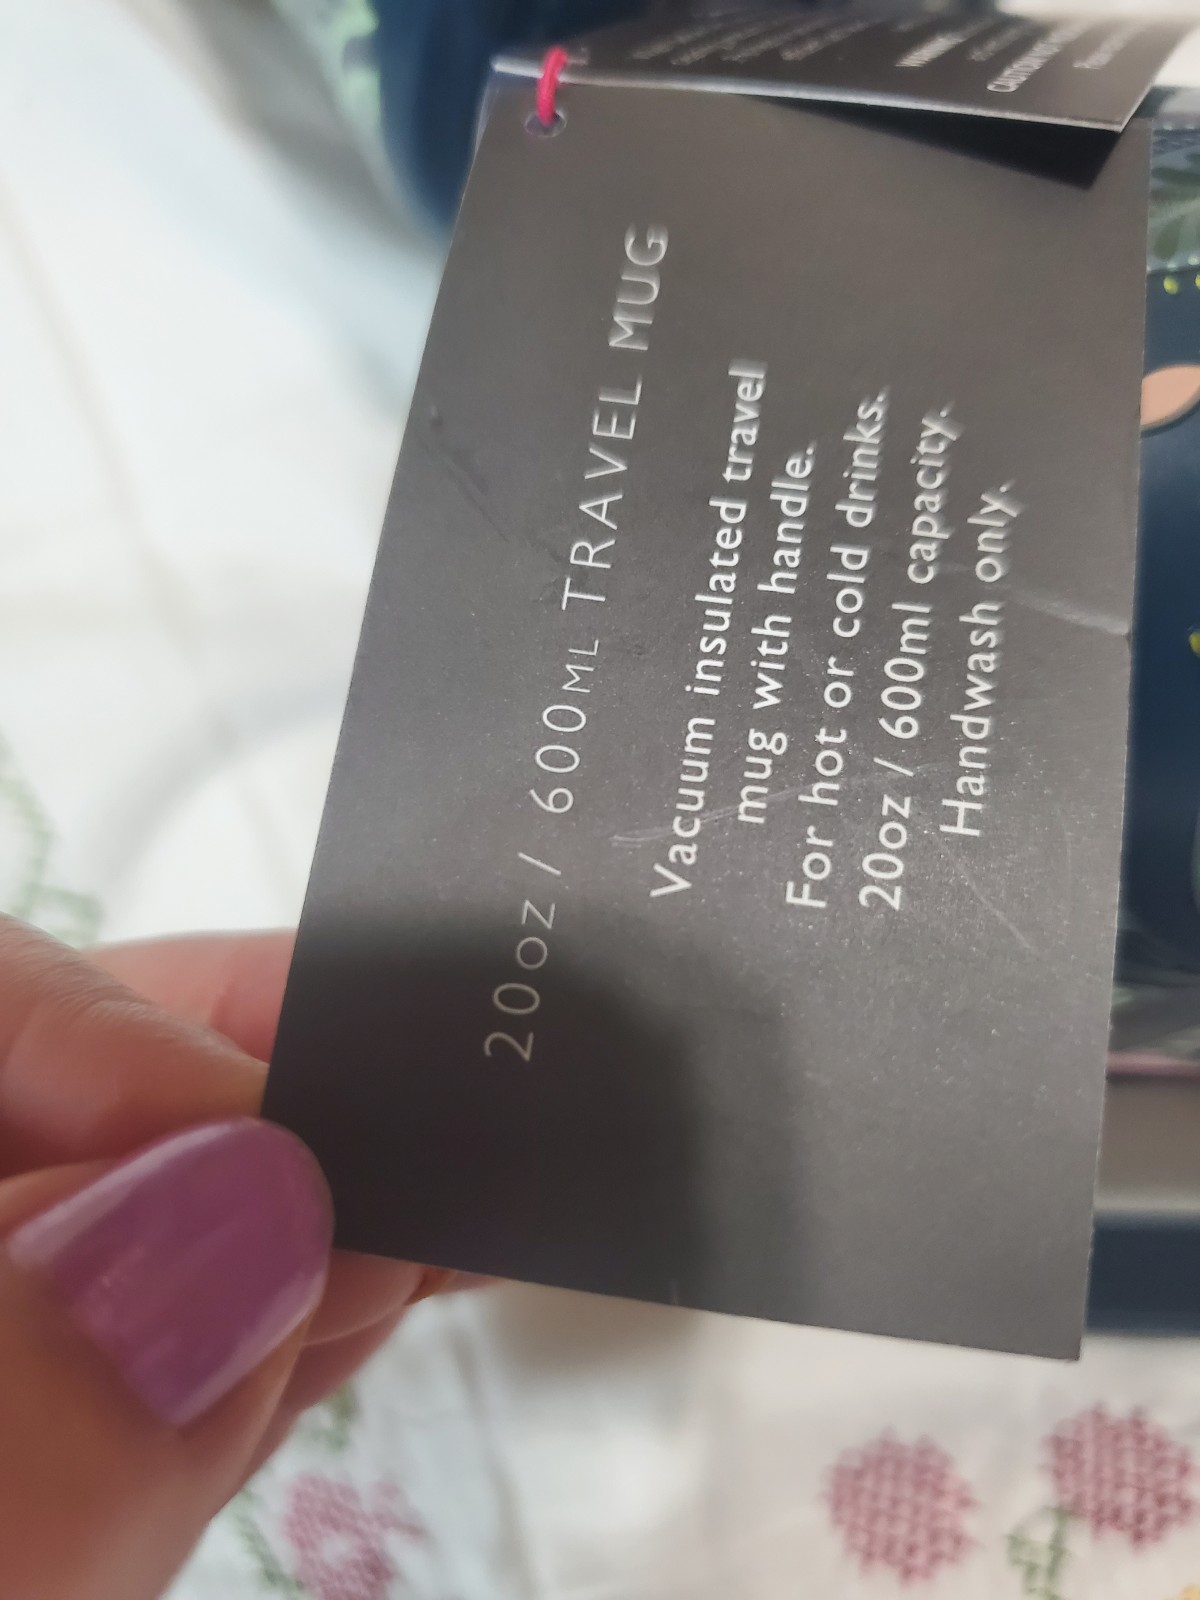 20oz / 600ML TRAVEL MUG
Vacuum insulated travel
mug with handle.
For hot or cold drinks.
20oz / 600ml capacity.
Handwash only.